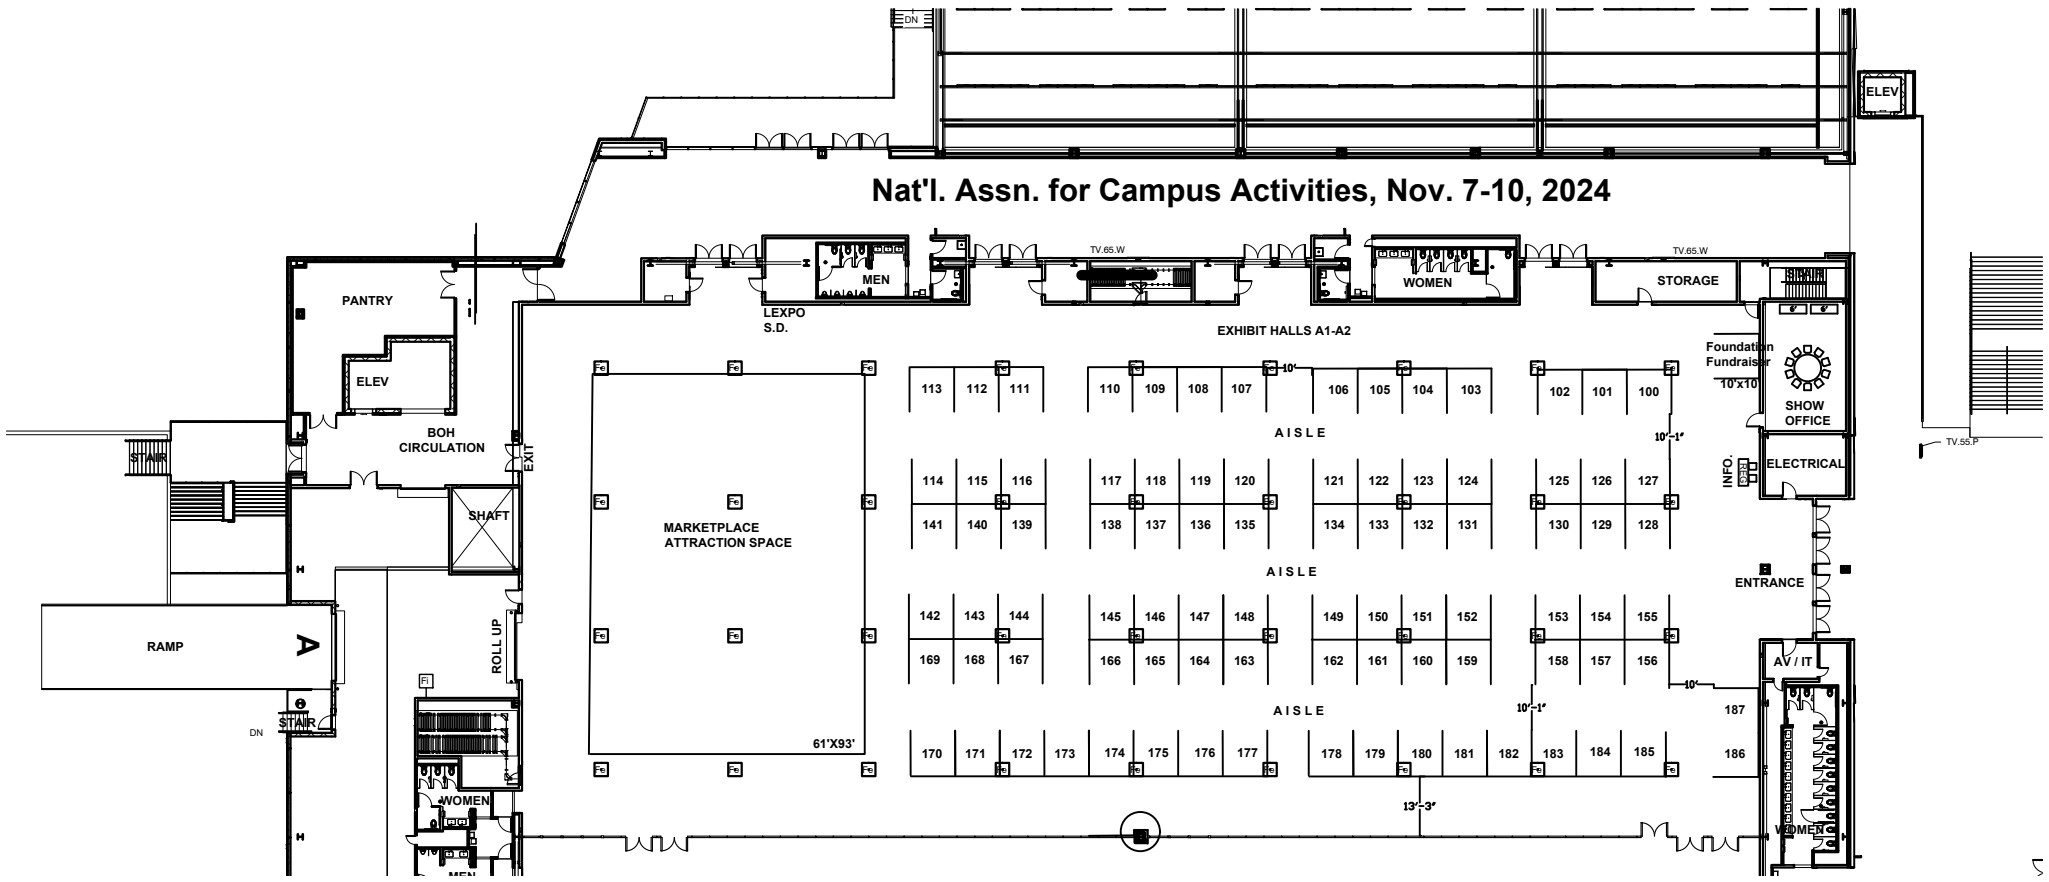 DN
ELEV
Nat'l. Assn. for Campus Activities, Nov. 7-10, 2024
TV.65.W
TV.65.W
MEN
WOMEN
STORAGE
STAIR
PANTRY
LEXPO
S.D.
EXHIBIT HALLS A1-A2
6' 6'
Foundation
Fundraiser
10'x10'
ELEV
113 112 111 110 109 108 107 10' 106 105 104 103 102 101 100
SHOW
OFFICE
BOH
CIRCULATION
EXIT
AISLE
10'-1"
TV.55.P
STAIR
INFO.
REG
ELECTRICAL
114 115 116 117 118 119 120 121 122 123 124 125 126 127
SHAFT
MARKETPLACE
ATTRACTION SPACE
141 140 139 138 137 136 135 134 133 132 131 130 129 128
AISLE
ENTRANCE
142 143 144 145 146 147 148 149 150 151 152 153 154 155
RAMP
A
ROLL UP
169 168 167 166 165 164 163 162 161 160 159 158 157 156
AV / IT
Fi
10'
STAIR
DN
AISLE
10'-1"
187
61'X93'
170 171 172 173 174 175 176 177 178 179 180 181 182 183 184 185 186
WOMEN
13'-3"
WOMEN
MEN